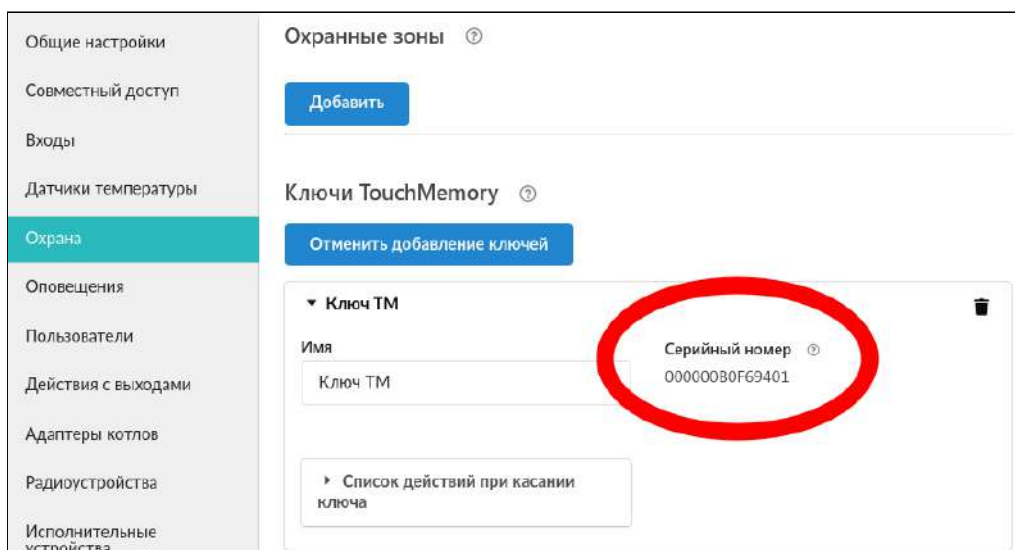 Общие настройки
Совместный доступ
Входы
Датчики температуры
Охрана
Оповещения
Пользователи
Действия с выходами
Адаптеры котлов
Радиоустройства
Исполнительные
устройства
Охранные зоны
Добавить
Ключи TouchMemory
Отменить добавление ключей
Ключ ТМ
Имя
Ключ ТМ
Серийный номер
000000B0F69401
Список действий при касании
ключа